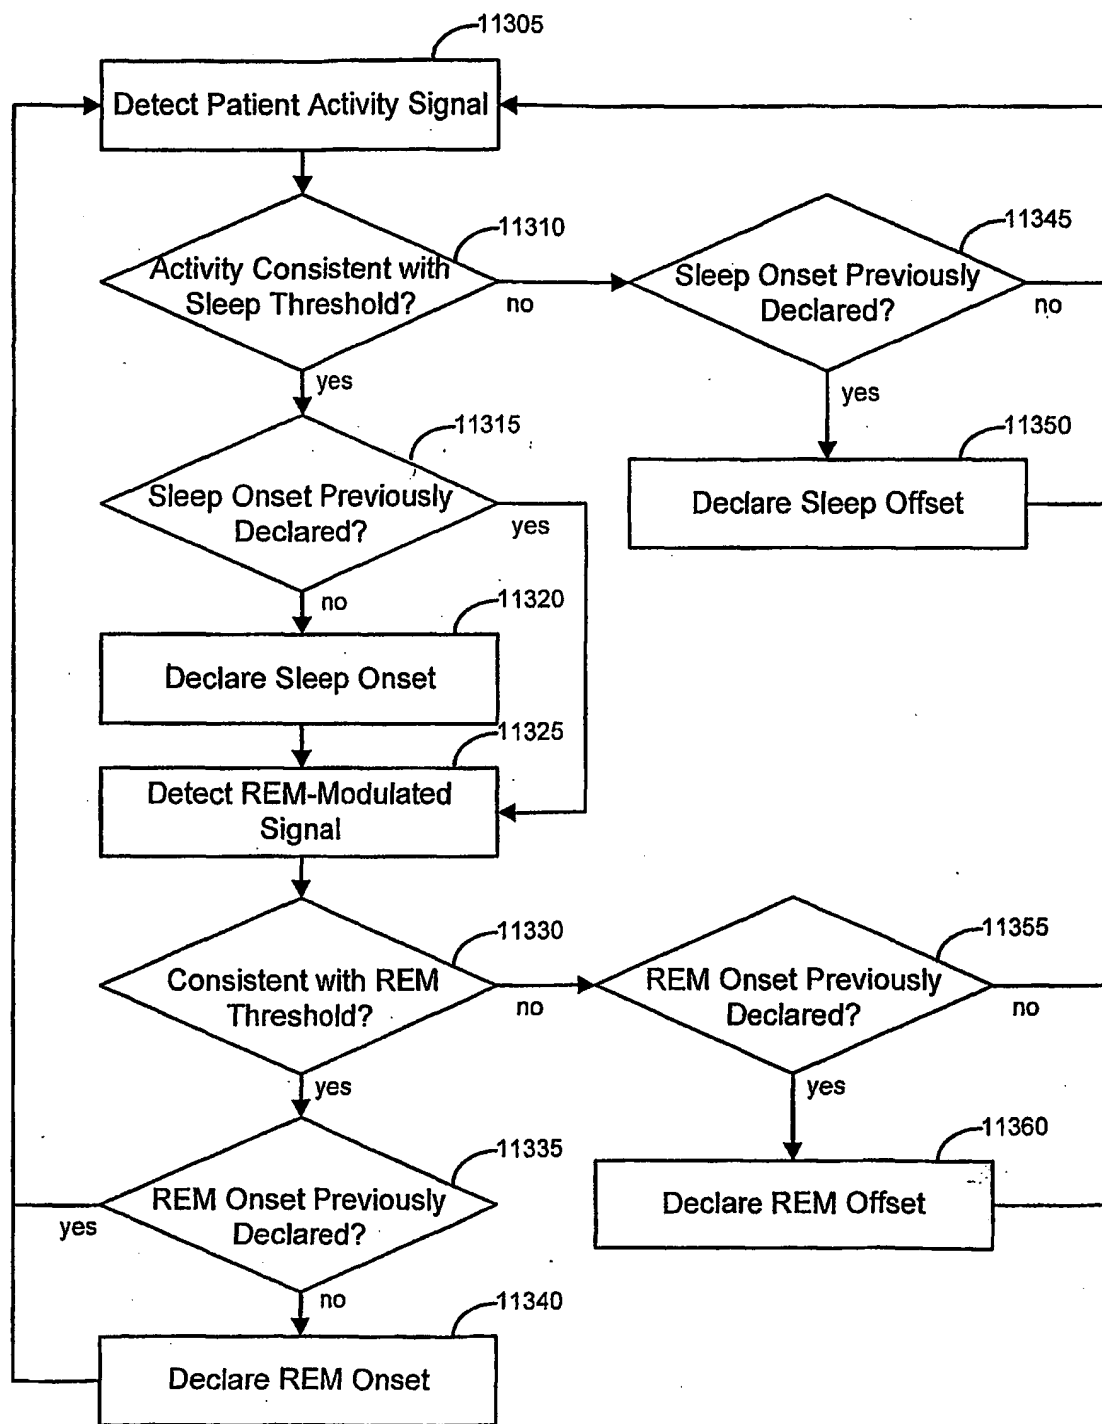 11305
Detect Patient Activity Signal
11310
Activity Consistent with
Sleep Threshold?
no
yes
11345
Sleep Onset Previously
Declared?
no
yes
11315
Sleep Onset Previously
Declared?
yes
no
11350
Declare Sleep Offset
11320
Declare Sleep Onset
11325
Detect REM-Modulated
Signal
11330
Consistent with REM
Threshold?
no
yes
11355
REM Onset Previously
Declared?
no
yes
11335
REM Onset Previously
Declared?
yes
no
11360
Declare REM Offset
11340
Declare REM Onset